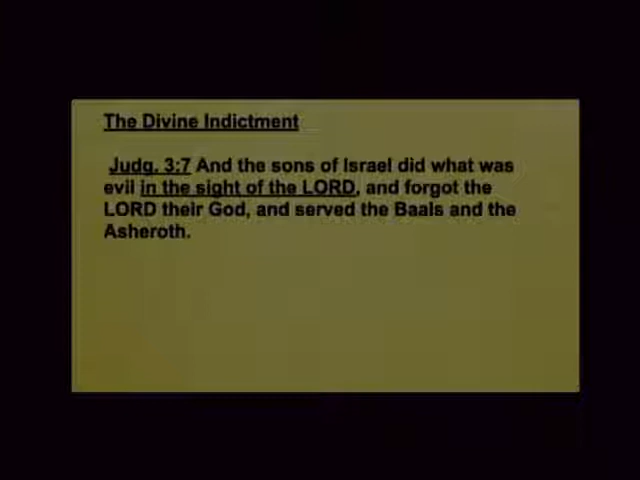 The Divine Indictment
Judg. 3:7 And the sons of Israel did what was
evil in the sight of the LORD, and forgot the
LORD their God, and served the Baals and the
Asheroth.